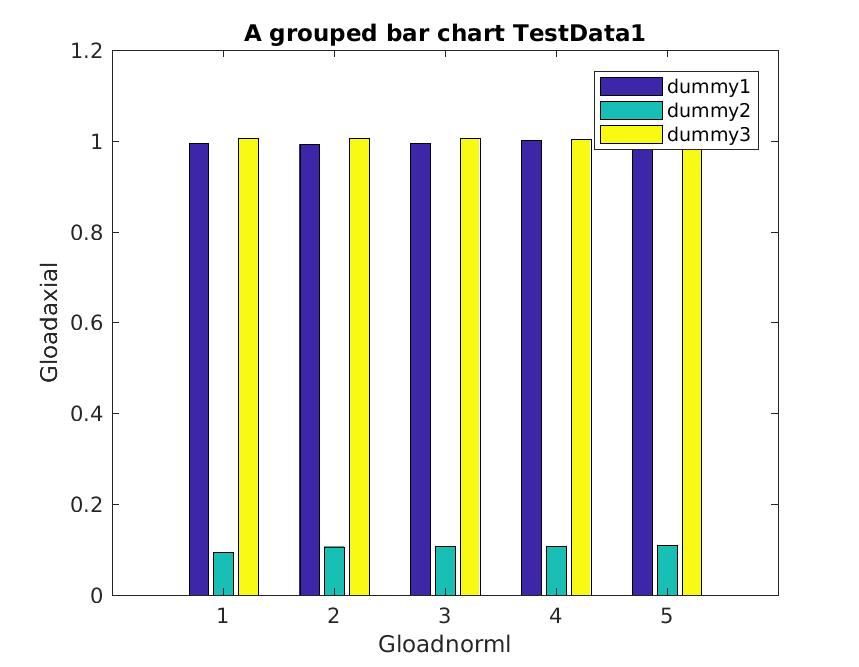 A grouped bar chart TestData1
1.2
1
0.8
0.6
0.4
0.2
0
Gloadaxial
dummy1
dummy2
dummy3
1 2 3 4 5
Gloadnorml